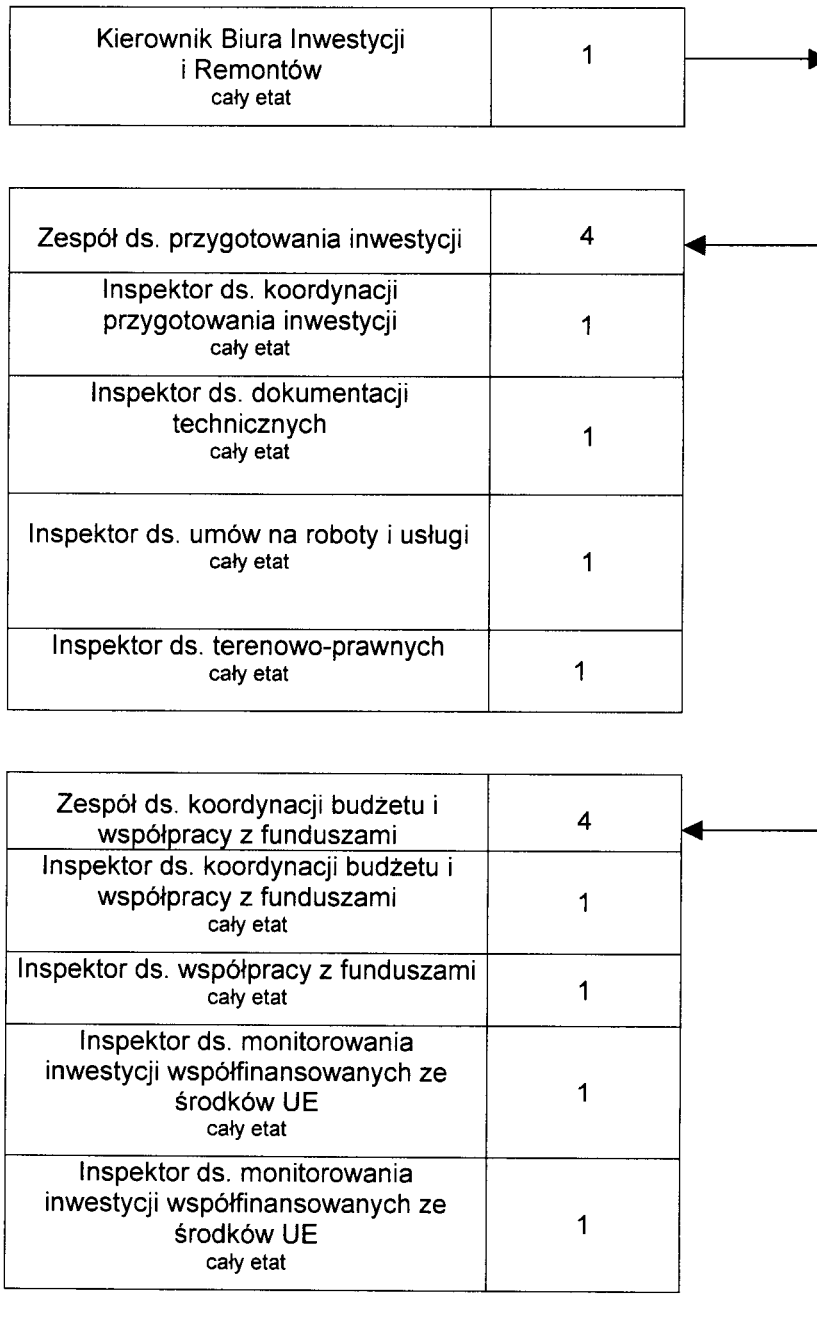 Kierownik Biura Inwestycji
i Remontów
cały etat
1
Zespół ds. przygotowania inwestycji
4
Inspektor ds. koordynacji
przygotowania inwestycji
cały etat
1
Inspektor ds. dokumentacji
technicznych
cały etat
1
Inspektor ds. umów na roboty i usługi
cały etat
1
Inspektor ds. terenowo-prawnych
cały etat
1
Zespół ds. koordynacji budżetu i
współpracy z funduszami
4
Inspektor ds. koordynacji budżetu i
współpracy z funduszami
cały etat
1
Inspektor ds. współpracy z funduszami
cały etat
1
Inspektor ds. monitorowania
inwestycji współfinansowanych ze
środków UE
cały etat
1
Inspektor ds. monitorowania
inwestycji współfinansowanych ze
środków UE
cały etat
1